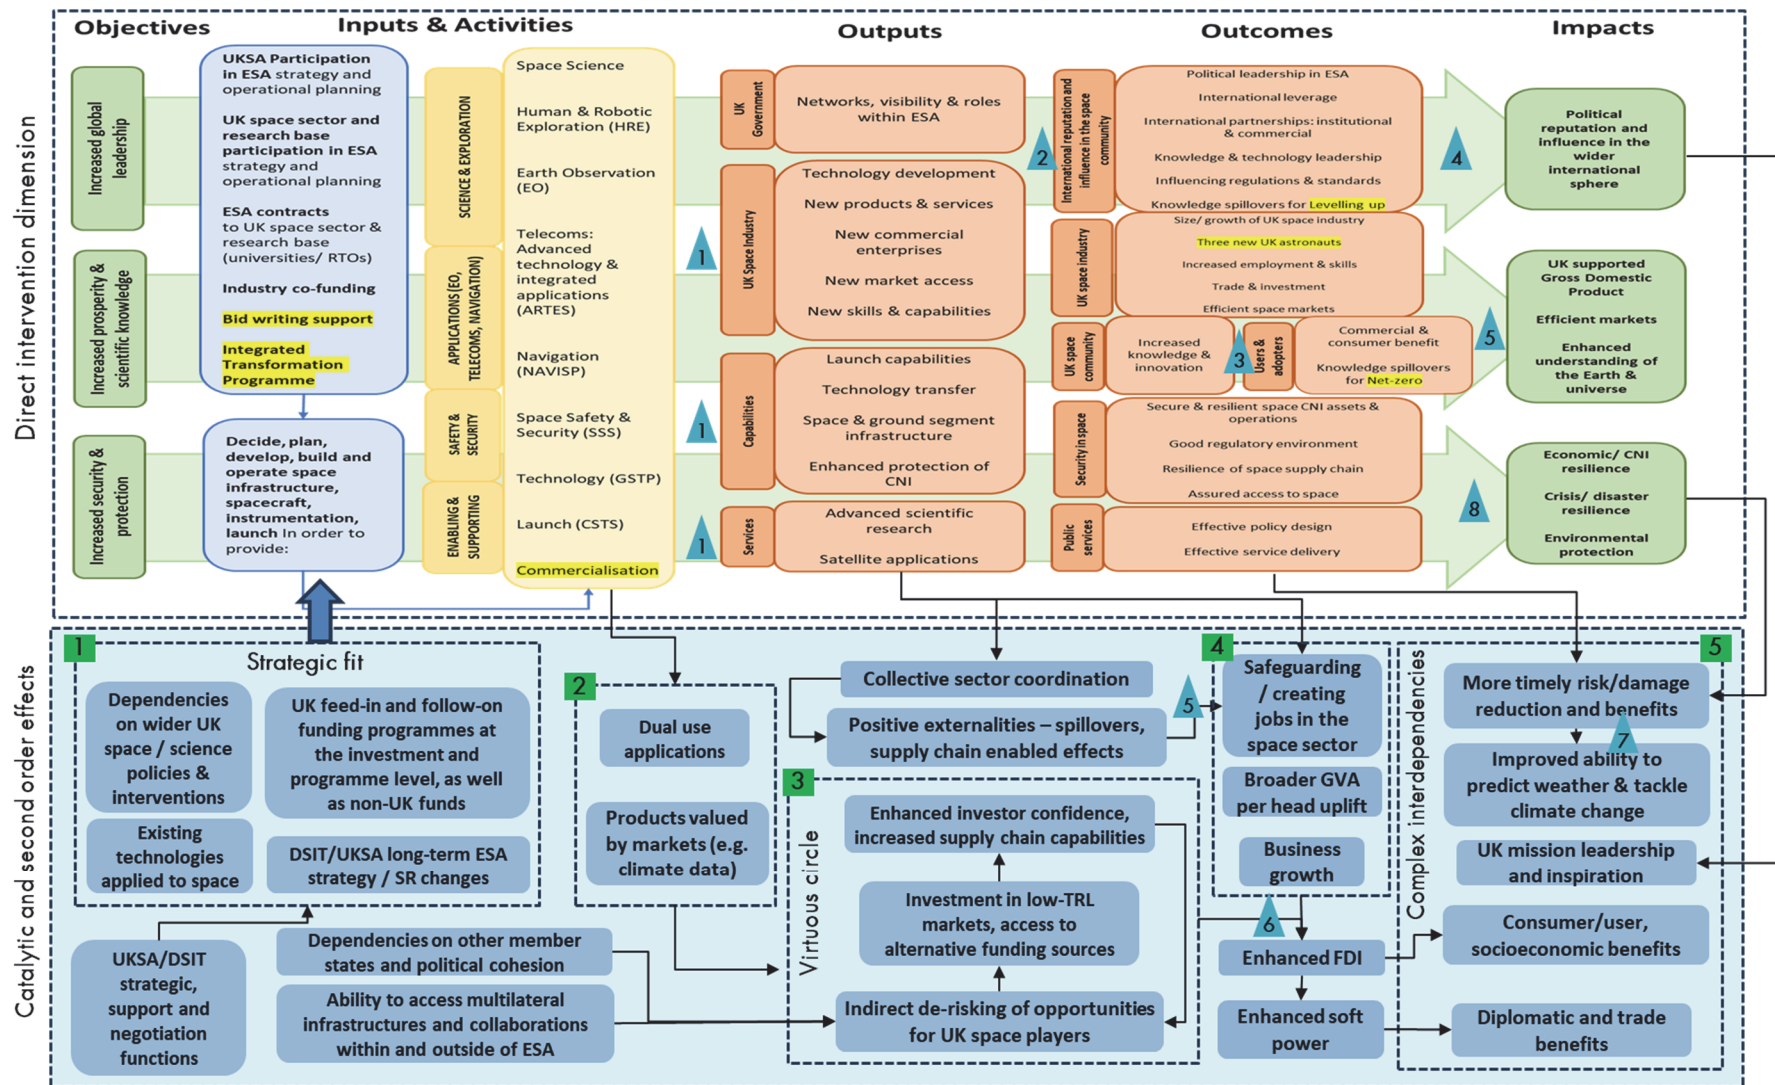 Objectives
Inputs & Activities
Outputs
Outcomes
Impacts
Direct intervention dimension
Increased global
leadership
Increased prosperity &
scientific knowledge
Increased security &
protection
UKSA Participation
in ESA strategy and
operational planning
UK space sector and
research base
participation in ESA
strategy and
operational planning
ESA contracts
to UK space sector &
research base
(universities/ RTOs)
Industry co-funding
Bid writing support
Integrated
Transformation
Programme
Decide, plan,
develop, build and
operate space
infrastructure,
spacecraft,
instrumentation,
launch In order to
provide:
SCIENCE & EXPLORATION
APPLICATIONS (EO,
TELECOMS, NAVIGATION)
SAFETY &
SECURITY
ENABLING &
SUPPORTING
Space Science
Human & Robotic
Exploration (HRE)
Earth Observation
(EO)
Telecoms:
Advanced
technology &
integrated
applications
(ARTES)
Navigation
(NAVISP)
Space Safety &
Security (SSS)
Technology (GSTP)
Launch (CSTS)
Commercialisation
1
1
1
UK
Government
Networks, visibility & roles
within ESA
UK Space Industry
Technology development
New products & services
New commercial
enterprises
New market access
New skills & capabilities
Capabilities
Launch capabilities
Technology transfer
Space & ground segment
infrastructure
Enhanced protection of
CNI
Services
Advanced scientific
research
Satellite applications
2
International reputation and
influence in the space
community
Political leadership in ESA
International leverage
International partnerships: institutional
& commercial
Knowledge & technology leadership
Influencing regulations & standards
Knowledge spillovers for Levelling up
UK space industry
Size/ growth of UK space industry
Three new UK astronauts
Increased employment & skills
Trade & investment
Efficient space markets
UK space
community
Increased
knowledge &
innovation
3
Users &
adopters
Commercial &
consumer benefit
Knowledge spillovers
for Net-zero
Security in space
Secure & resilient space CNI assets &
operations
Good regulatory environment
Resilience of space supply chain
Assured access to space
Public
services
Effective policy design
Effective service delivery
4
5
8
Political
reputation and
influence in the
wider
international
sphere
UK supported
Gross Domestic
Product
Efficient markets
Enhanced
understanding of
the Earth &
universe
Economic/ CNI
resilience
Crisis/ disaster
resilience
Environmental
protection
Catalytic and second order effects
1
Strategic fit
Dependencies
on wider UK
space / science
policies &
interventions
UK feed-in and follow-on
funding programmes at
the investment and
programme level, as well
as non-UK funds
Existing
technologies
applied to space
DSIT/UKSA long-term ESA
strategy / SR changes
UKSA/DSIT
strategic,
support and
negotiation
functions
Dependencies on other member
states and political cohesion
Ability to access multilateral
infrastructures and collaborations
within and outside of ESA
2
Dual use
applications
Products valued
by markets (e.g.
climate data)
Collective sector coordination
Positive externalities – spillovers,
supply chain enabled effects
5
3
Virtuous circle
Enhanced investor confidence,
increased supply chain capabilities
Investment in low-TRL
markets, access to
alternative funding sources
Indirect de-risking of opportunities
for UK space players
4
Safeguarding
/ creating
jobs in the
space sector
Broader GVA
per head uplift
Business
growth
6
Enhanced FDI
Enhanced soft
power
5
Complex interdependencies
More timely risk/damage
reduction and benefits
7
Improved ability to
predict weather & tackle
climate change
UK mission leadership
and inspiration
Consumer/user,
socioeconomic benefits
Diplomatic and trade
benefits